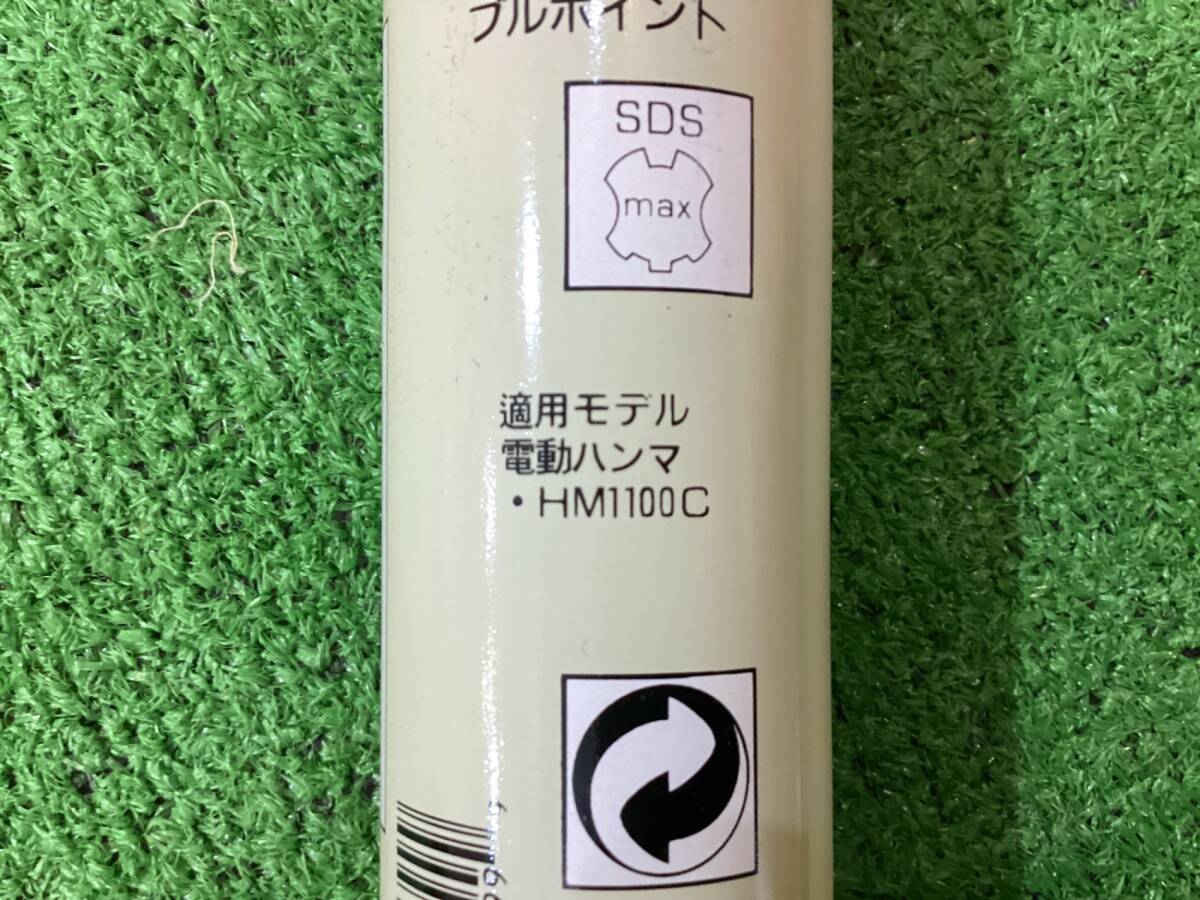 ブルポイント
SDS
max
適用モデル
電動ハンマ
・HM1100C